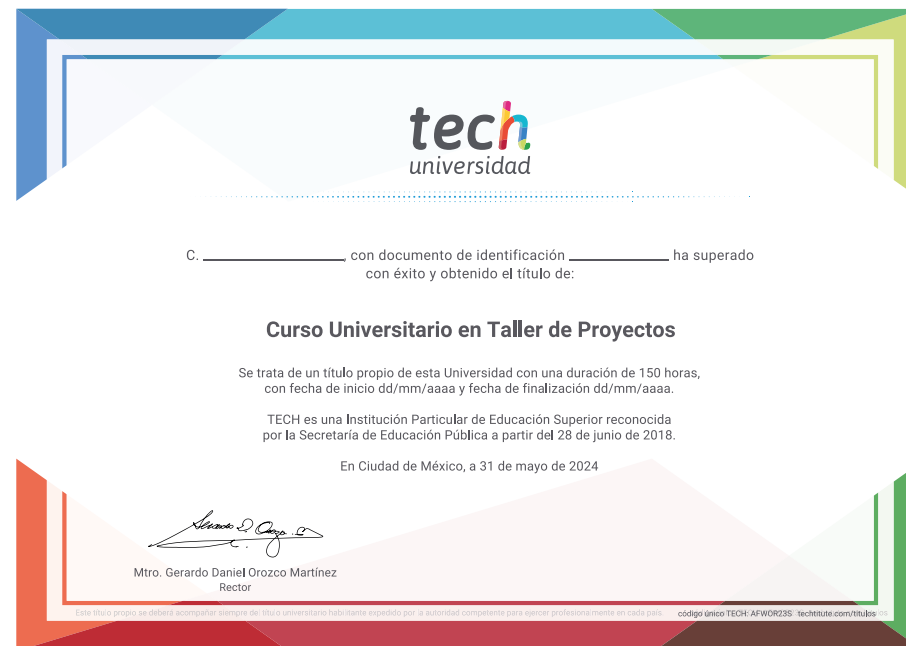 tech
universidad
C. ____________, con documento de identificación ____________ ha superado
con éxito y obtenido el título de:
Curso Universitario en Taller de Proyectos
Se trata de un título propio de esta Universidad con una duración de 150 horas,
con fecha de inicio dd/mm/aaaa y fecha de finalización dd/mm/aaaa.
TECH es una Institución Particular de Educación Superior reconocida
por la Secretaría de Educación Pública a partir del 28 de junio de 2018.
En Ciudad de México, a 31 de mayo de 2024
Mtro. Gerardo Daniel Orozco Martínez
Rector
Este título propio se deberá acompañar siempre del título universitario habilitante expedido por la autoridad competente para ejercer profesionalmente en cada país. código único TECH: AFWOR23S techtitute.com/titulos